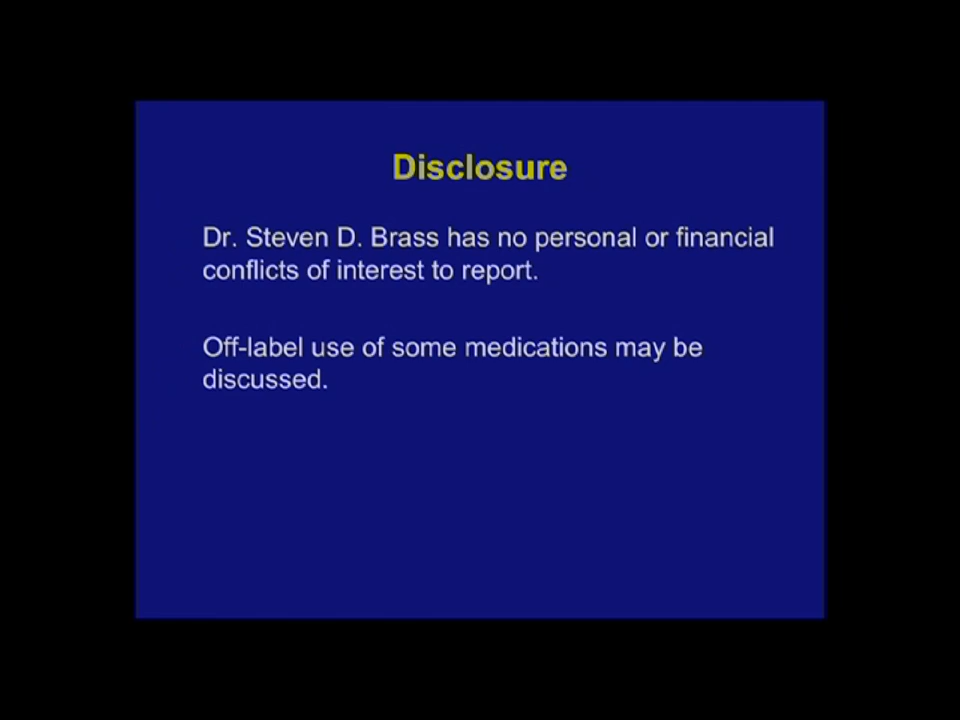 Disclosure
Dr. Steven D. Brass has no personal or financial
conflicts of interest to report.
Off-label use of some medications may be
discussed.